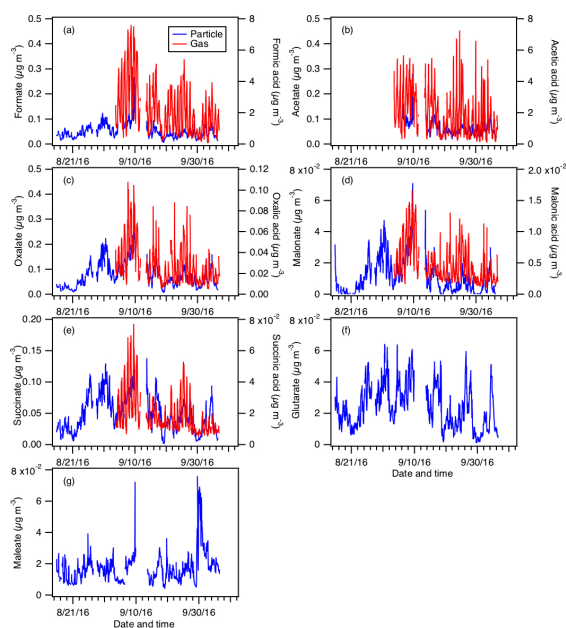 (a)
Particle
Gas
Formate (µg m⁻³)
0.5
0.4
0.3
0.2
0.1
0.0
8
6
4
2
0
Formic acid (µg m⁻³)
8/21/16
9/10/16
9/30/16
(b)
Acetate (µg m⁻³)
0.5
0.4
0.3
0.2
0.1
0.0
8
6
4
2
0
Acetic acid (µg m⁻³)
8/21/16
9/10/16
9/30/16
(c)
Oxalate (µg m⁻³)
0.5
0.4
0.3
0.2
0.1
0.0
0.12
0.10
0.08
0.06
0.04
0.02
0.00
Oxalic acid (µg m⁻³)
8/21/16
9/10/16
9/30/16
(d)
Malonate (µg m⁻³)
8 x10⁻²
6
4
2
0
2.0 x10⁻²
1.5
1.0
0.5
0.0
Malonic acid (µg m⁻³)
8/21/16
9/10/16
9/30/16
(e)
Succinate (µg m⁻³)
0.20
0.15
0.10
0.05
0.00
8 x10⁻²
6
4
2
0
Succinic acid (µg m⁻³)
8/21/16
9/10/16
9/30/16
(f)
Glutarate (µg m⁻³)
8 x10⁻²
6
4
2
0
8/21/16
9/10/16
9/30/16
Date and time
(g)
Maleate (µg m⁻³)
8 x10⁻²
6
4
2
0
8/21/16
9/10/16
9/30/16
Date and time